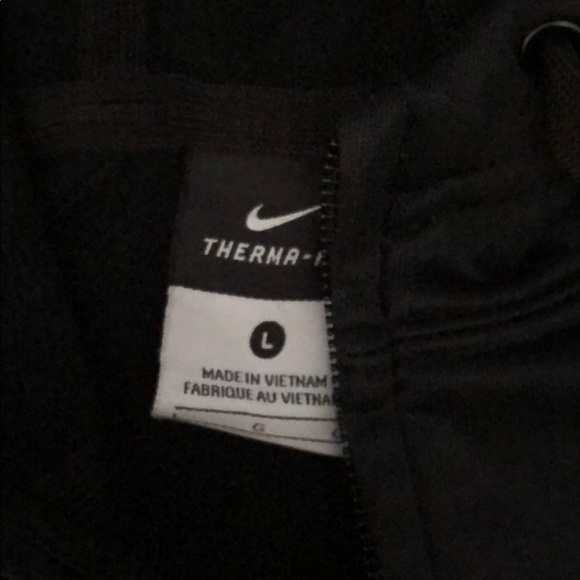 THERMA-F
L
MADE IN VIETNAM
FABRIQUE AU VIETNA
G